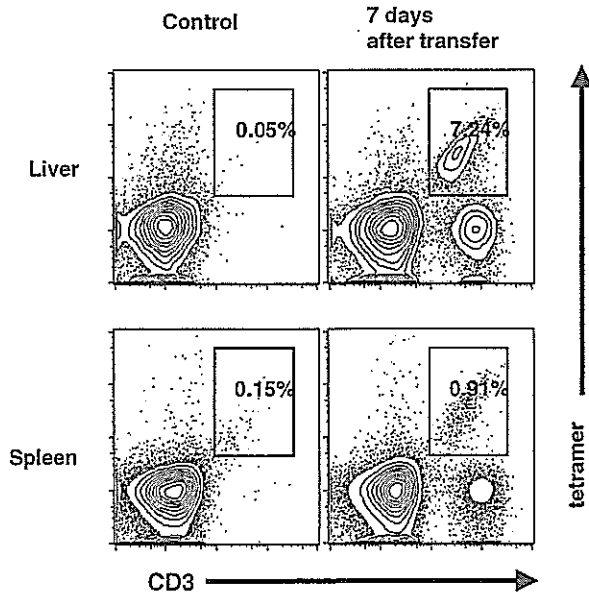 Control
7 days
after transfer
Liver
0.05%
7.24%
Spleen
0.15%
0.91%
tetramer
CD3